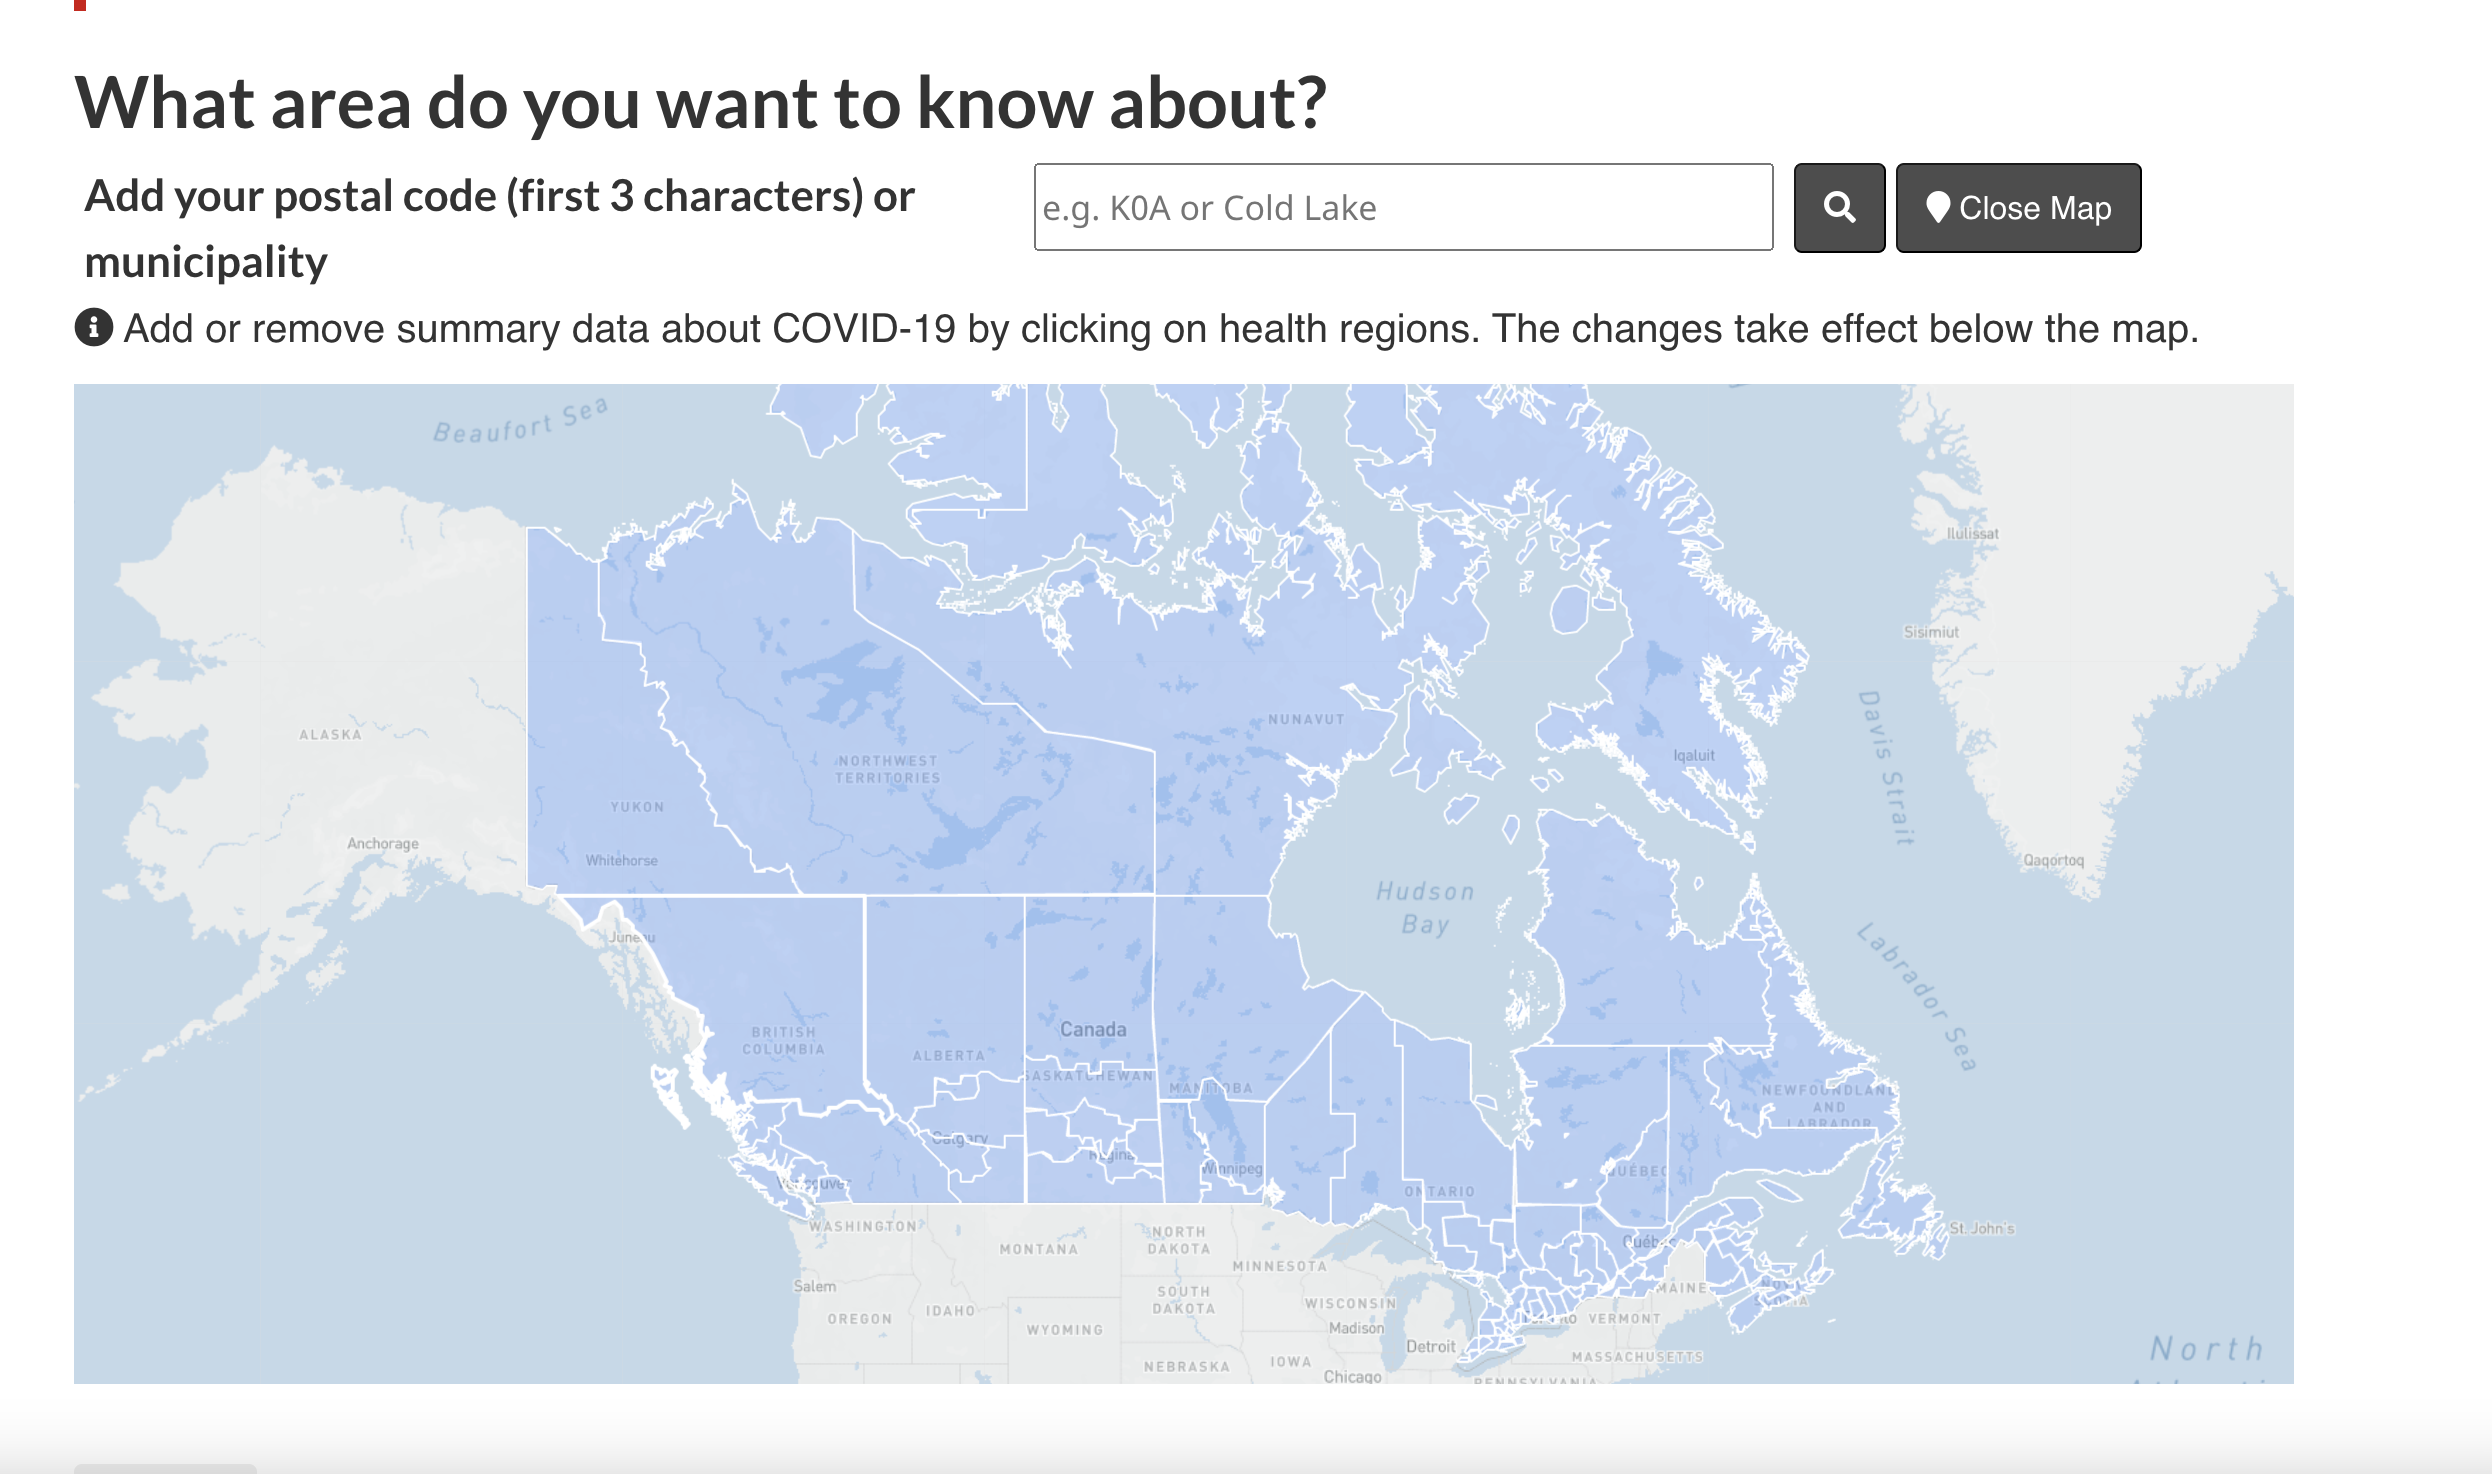 What area do you want to know about?
Add your postal code (first 3 characters) or
municipality
e.g. K0A or Cold Lake
Close Map
Add or remove summary data about COVID-19 by clicking on health regions. The changes take effect below the map.
Beaufort Sea
Ilulissat
Sisimiut
Davis Strait
ALASKA
NUNAVUT
Iqaluit
NORTHWEST
TERRITORIES
YUKON
Anchorage
Whitehorse
Qaqortoq
Hudson
Bay
Juneau
Labrador Sea
Canada
BRITISH
COLUMBIA
ALBERTA
SASKATCHEWAN
MANITOBA
NEWFOUNDLAND
AND
LABRADOR
Calgary
Regina
Winnipeg
QUÉBEC
Vancouver
ONTARIO
WASHINGTON
NORTH
DAKOTA
MONTANA
St. John's
Québec
MINNESOTA
Salem
MAINE
NOVA
SCOTIA
SOUTH
DAKOTA
WISCONSIN
IDAHO
OREGON
Toronto
VERMONT
WYOMING
Madison
Detroit
North
MASSACHUSETTS
NEBRASKA
IOWA
Chicago
PENNSYLVANIA